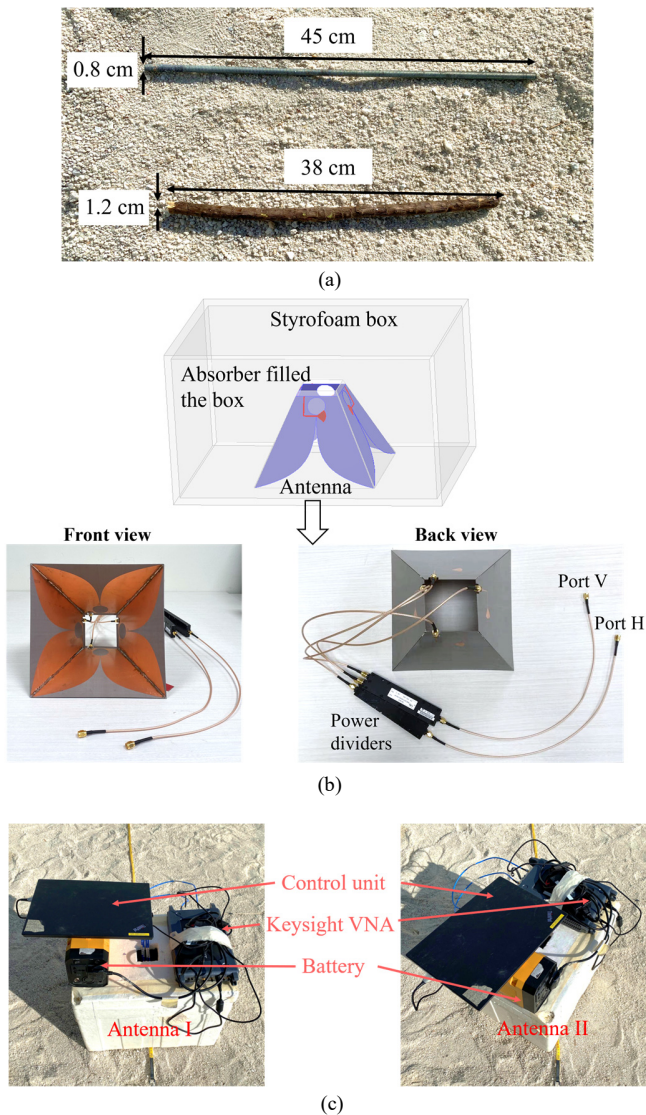 45 cm
0.8 cm
38 cm
1.2 cm
(a)
Styrofoam box
Absorber filled
the box
Antenna
Front view
Back view
Port V
Port H
Power
dividers
(b)
Control unit
Keysight VNA
Battery
Antenna I
Antenna II
(c)